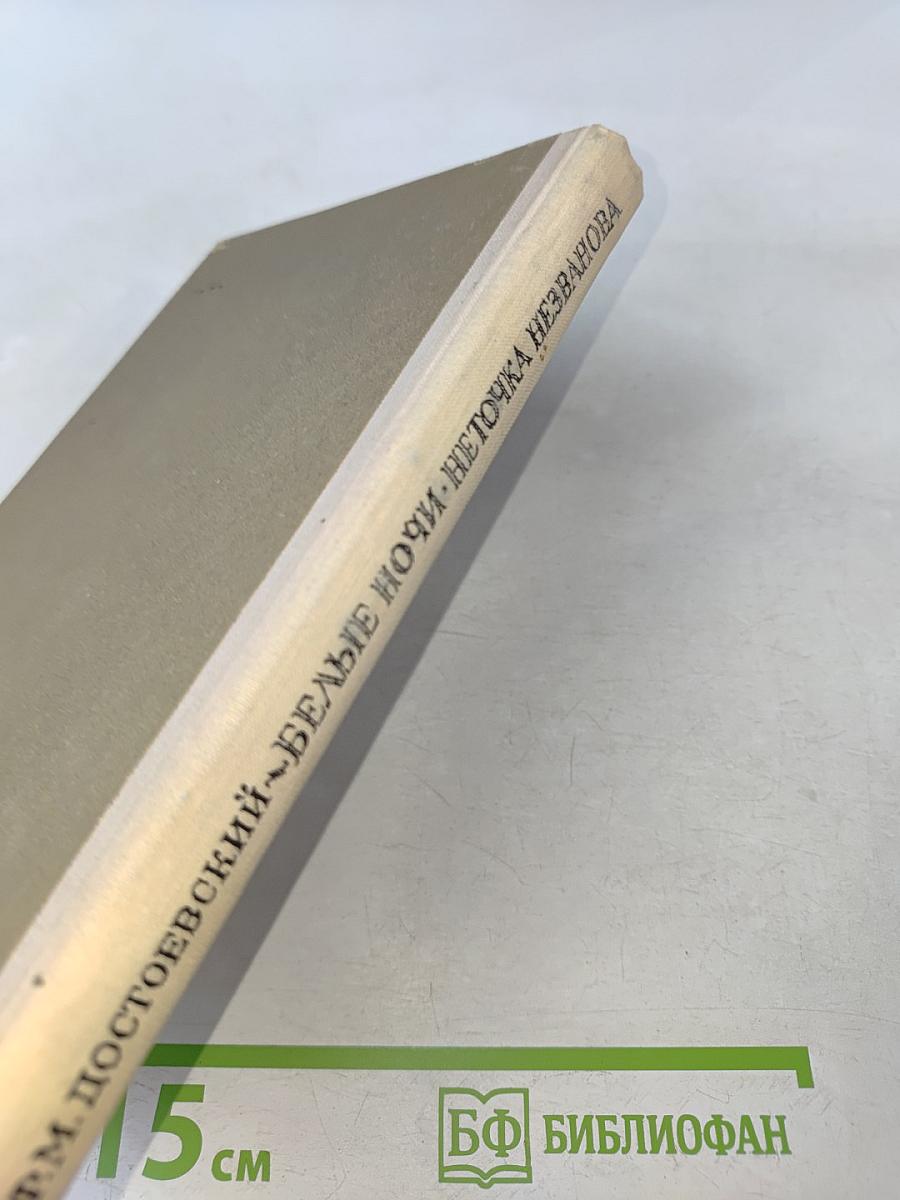 Ф.М. ДОСТОЕВСКИЙ ~ БЕЛЫЕ НОЧИ · НЕТОЧКА НЕЗВАНОВА
15 см
БФ БИБЛИОФАН